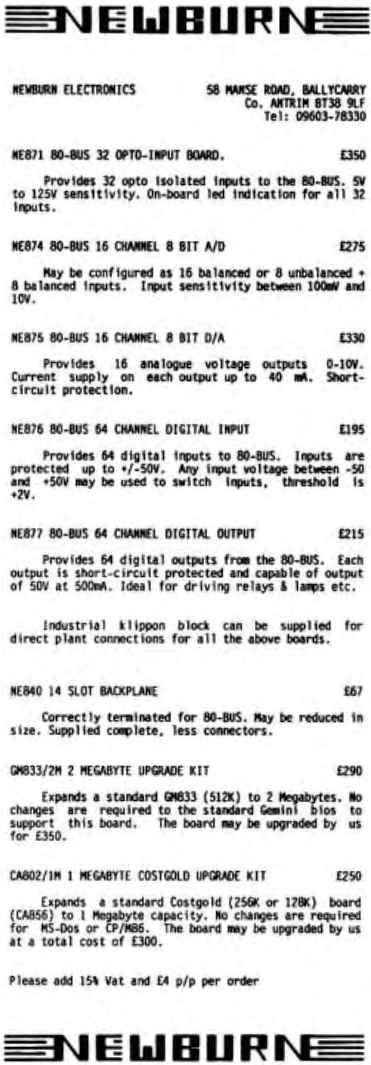 NEWBURN
NEWBURN ELECTRONICS 58 MANSE ROAD, BALLYCARRY
Co. ANTRIM BT38 9LF
Tel: 09603-78330
NE871 80-BUS 32 OPTO-INPUT BOARD. £350
Provides 32 opto isolated inputs to the 80-BUS. 5V
to 125V sensitivity. On-board led indication for all 32
inputs.
NE874 80-BUS 16 CHANNEL 8 BIT A/D £275
May be configured as 16 balanced or 8 unbalanced +
8 balanced inputs. Input sensitivity between 100mV and
10V.
NE875 80-BUS 16 CHANNEL 8 BIT D/A £330
Provides 16 analogue voltage outputs 0-10V.
Current supply on each output up to 40 mA. Short-
circuit protection.
NE876 80-BUS 64 CHANNEL DIGITAL INPUT £195
Provides 64 digital inputs to 80-BUS. Inputs are
protected up to +/-50V. Any input voltage between -50
and +50V may be used to switch inputs, threshold is
+2V.
NE877 80-BUS 64 CHANNEL DIGITAL OUTPUT £215
Provides 64 digital outputs from the 80-BUS. Each
output is short-circuit protected and capable of output
of 50V at 500mA. Ideal for driving relays & lamps etc.
Industrial klippon block can be supplied for
direct plant connections for all the above boards.
NE840 14 SLOT BACKPLANE £67
Correctly terminated for 80-BUS. May be reduced in
size. Supplied complete, less connectors.
GM833/2M 2 MEGABYTE UPGRADE KIT £290
Expands a standard GM833 (512K) to 2 Megabytes. No
changes are required to the standard Gemini bios to
support this board. The board may be upgraded by us
for £350.
CA802/1M 1 MEGABYTE COSTGOLD UPGRADE KIT £250
Expands a standard Costgold (256K or 128K) board
(CA856) to 1 Megabyte capacity. No changes are required
for MS-Dos or CP/M86. The board may be upgraded by us
at a total cost of £300.
Please add 15% Vat and £4 p/p per order
NEWBURN